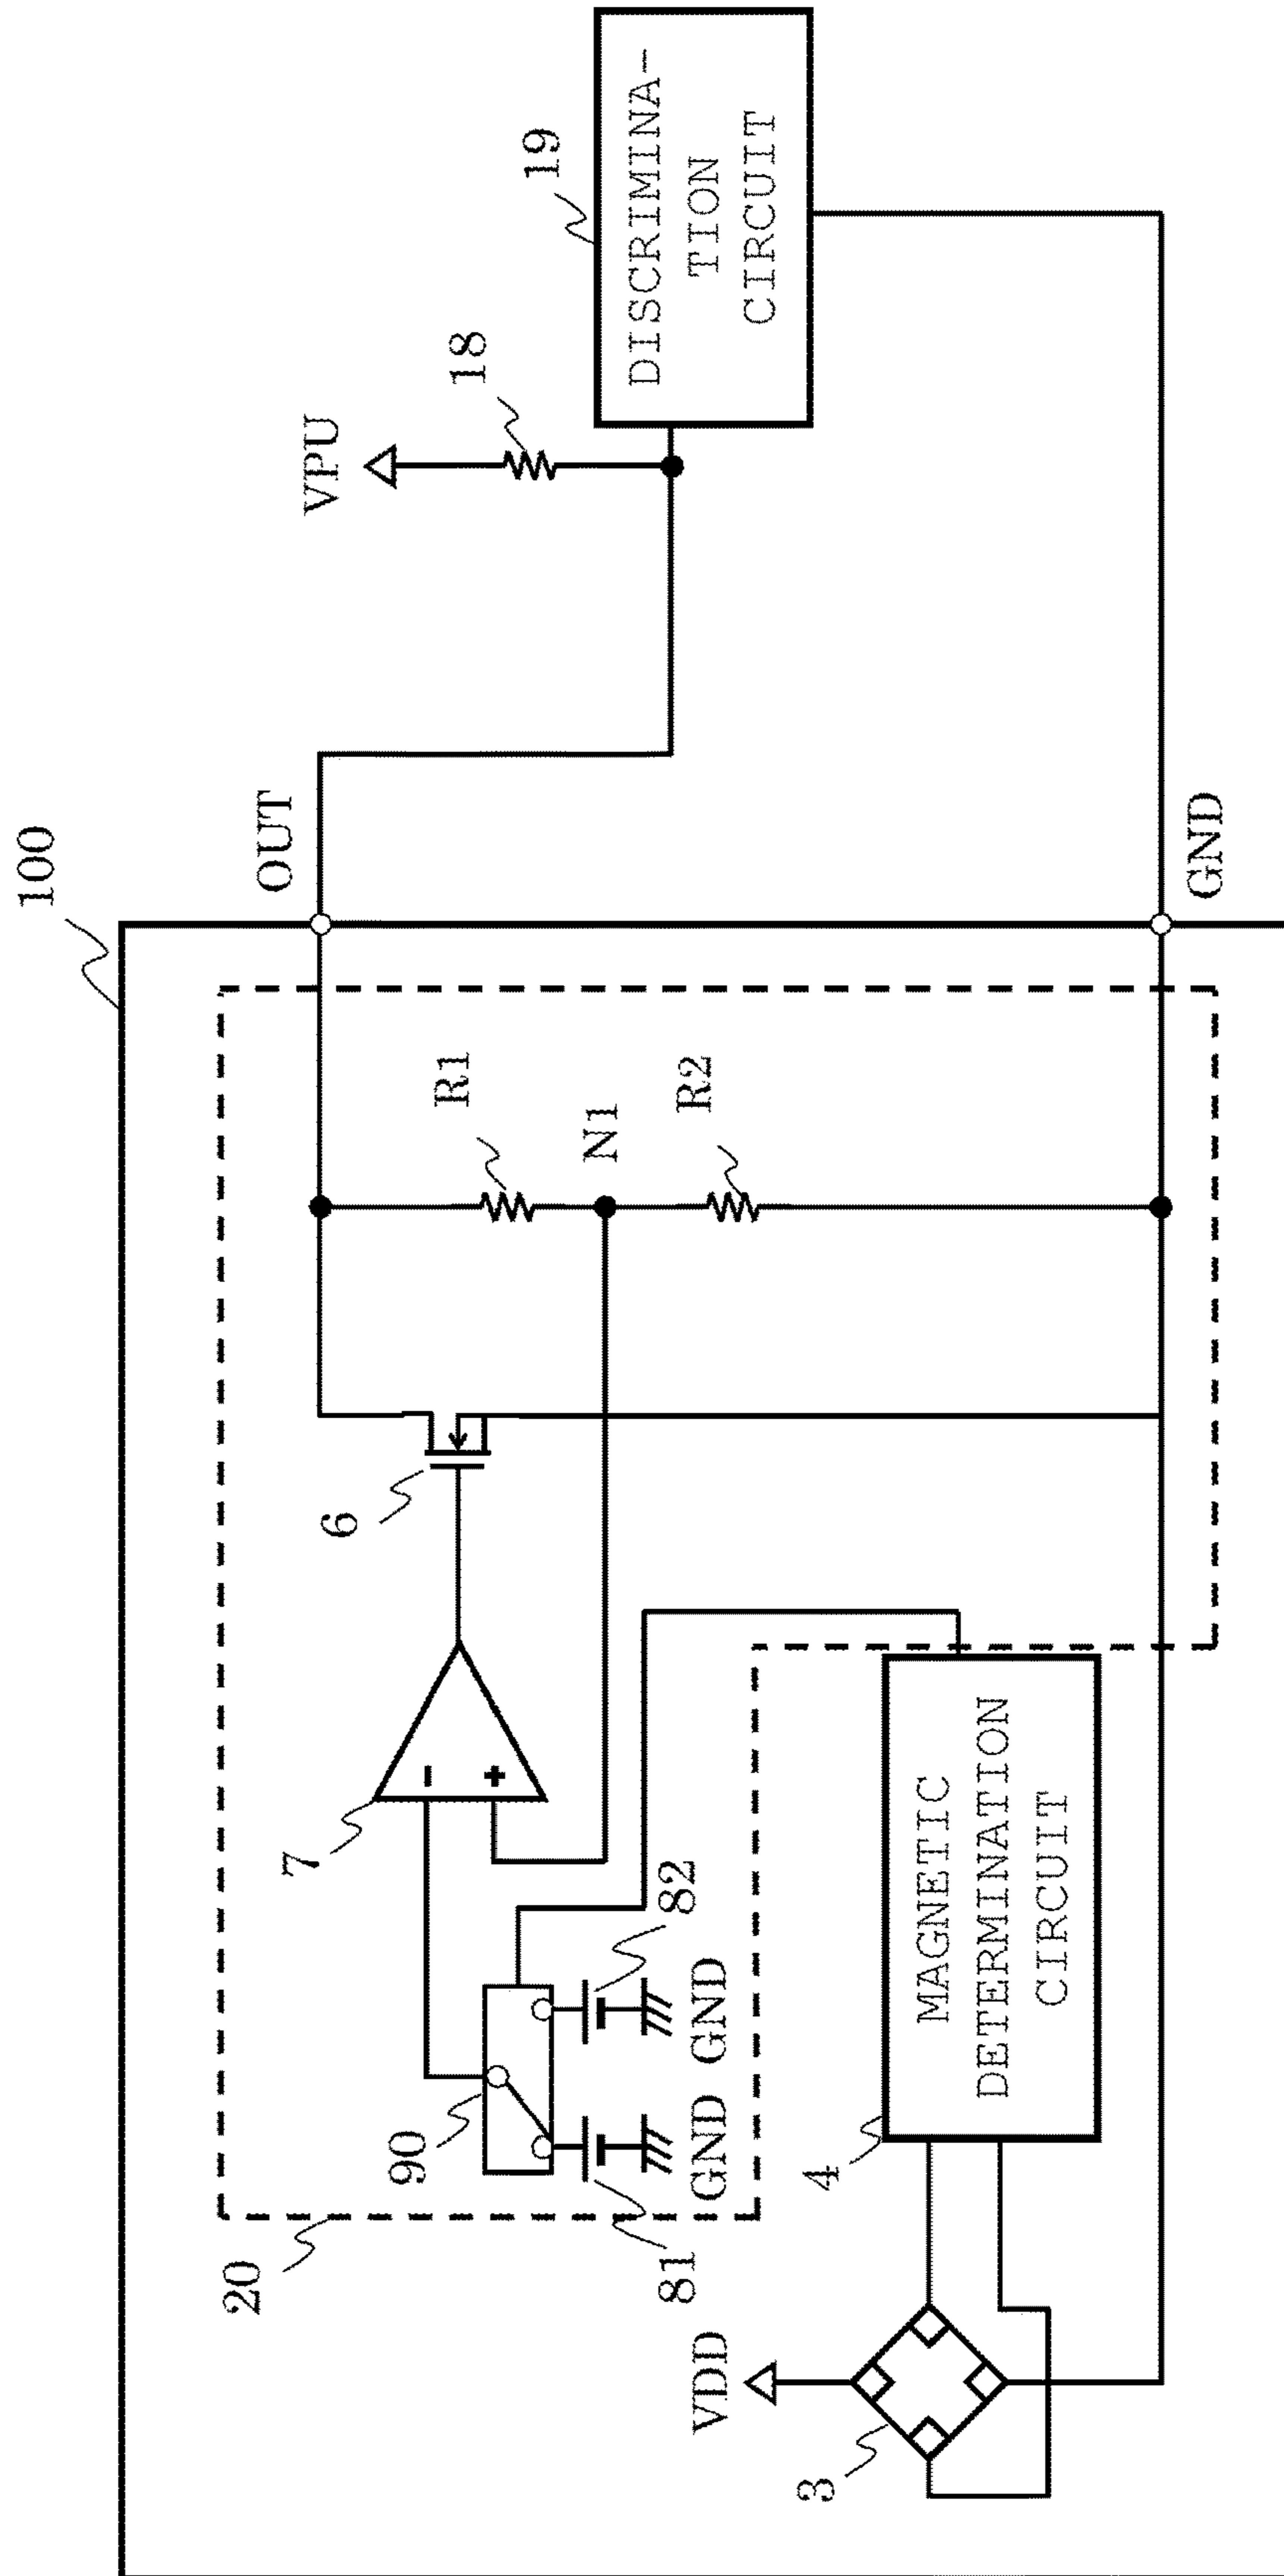 100
OUT
VPU
18
19
DISCRIMINA-
TION
CIRCUIT
20
7
6
R1
N1
R2
90
81
82
GND
GND
VDD
3
4
MAGNETIC
DETERMINATION
CIRCUIT
GND